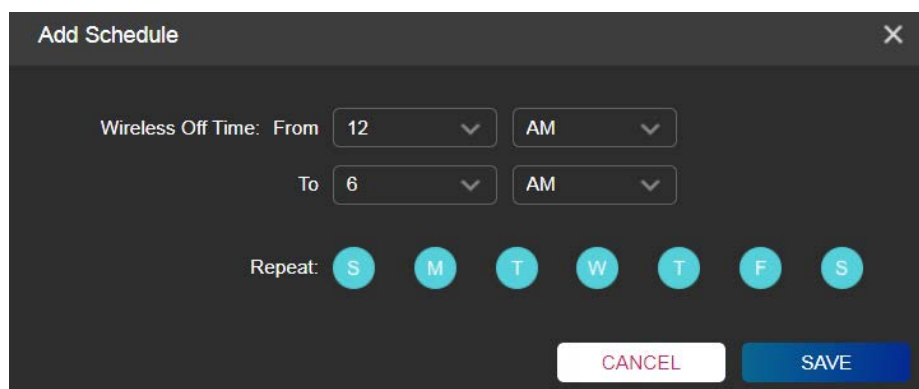 Add Schedule
Wireless Off Time: From 12 AM
To 6 AM
Repeat: S M T W T F S
CANCEL SAVE